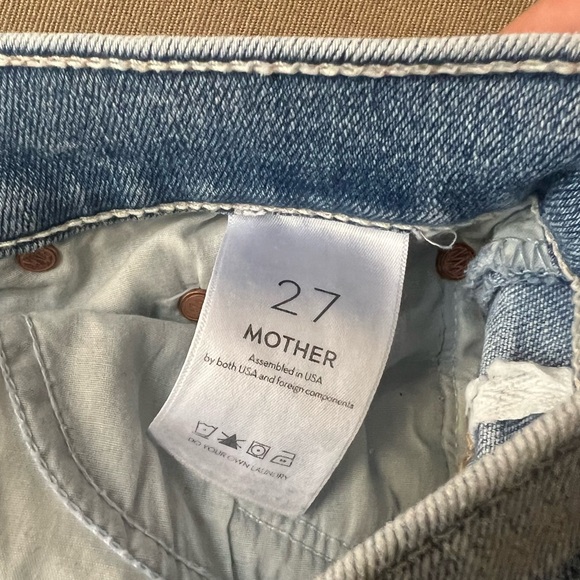 27
MOTHER
Assembled in USA
by both USA and foreign components
DO YOUR OWN LAUNDRY